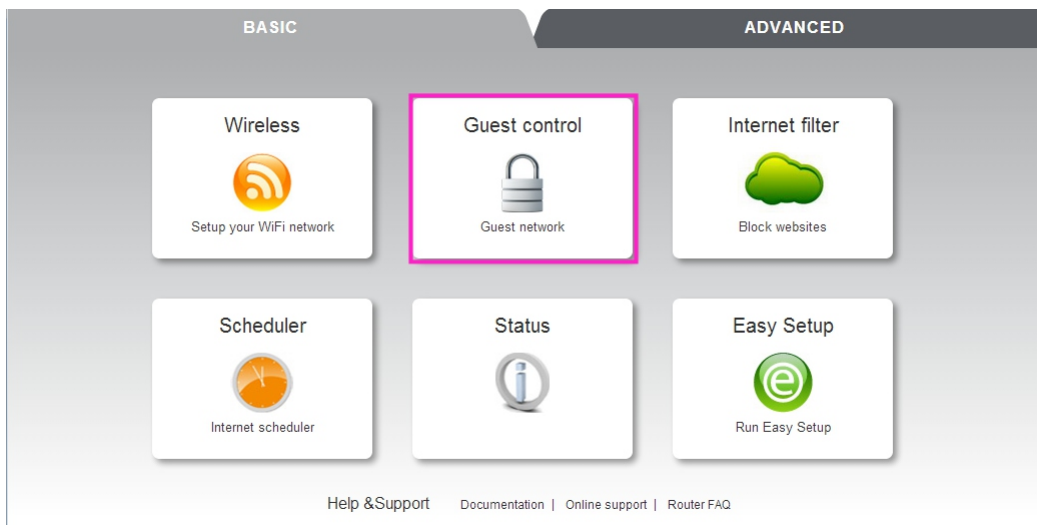 BASIC
ADVANCED
Wireless
Setup your WiFi network
Guest control
Guest network
Internet filter
Block websites
Scheduler
Internet scheduler
Status
Easy Setup
Run Easy Setup
Help &Support Documentation | Online support | Router FAQ